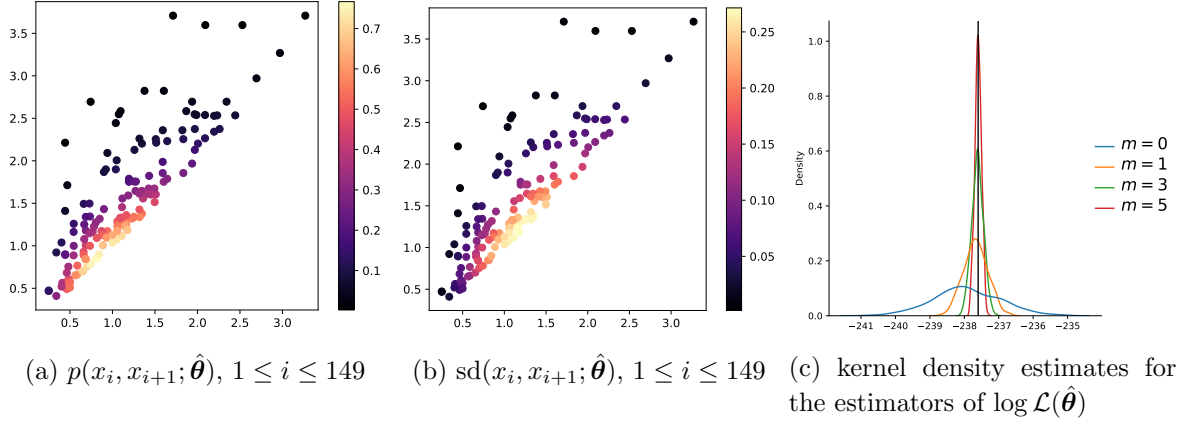 3.5
3.0
2.5
2.0
1.5
1.0
0.5
0.5 1.0 1.5 2.0 2.5 3.0
0.7
0.6
0.5
0.4
0.3
0.2
0.1
3.5
3.0
2.5
2.0
1.5
1.0
0.5
0.5 1.0 1.5 2.0 2.5 3.0
0.25
0.20
0.15
0.10
0.05
Density
1.0
0.8
0.6
0.4
0.2
0.0
−241 −240 −239 −238 −237 −236 −235
m = 0
m = 1
m = 3
m = 5
(a) p(x_i, x_{i+1}; θ̂), 1 ≤ i ≤ 149
(b) sd(x_i, x_{i+1}; θ̂), 1 ≤ i ≤ 149
(c) kernel density estimates for
the estimators of log ℒ(θ̂)